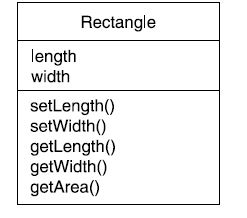 Rectangle
length
width
setLength()
setWidth()
getLength()
getWidth()
getArea()